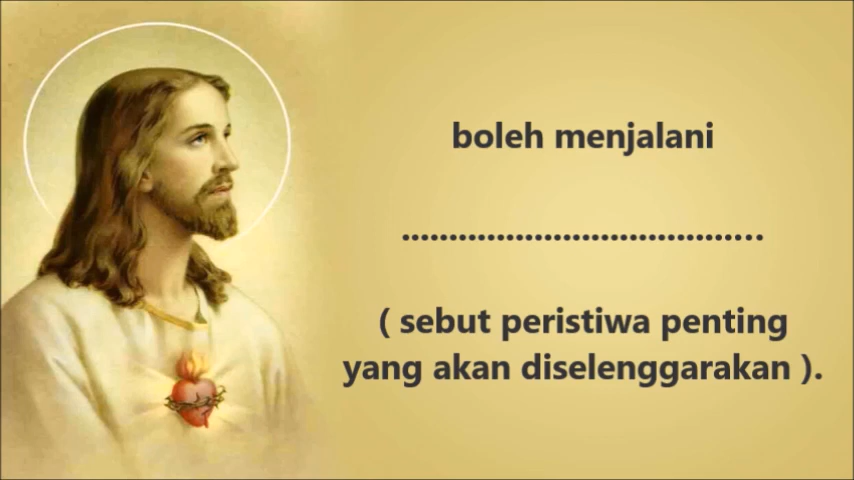 boleh menjalani
........................................
( sebut peristiwa penting
yang akan diselenggarakan ).